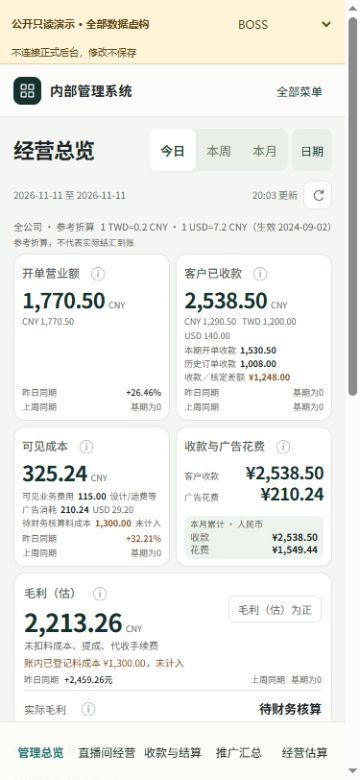 公开只读演示・全部数据虚构
BOSS
不连接正式后台，修改不保存
内部管理系统
全部菜单
经营总览
今日
本周
本月
日期
2026-11-11 至 2026-11-11
20:03 更新
全公司 · 参考折算 1 TWD=0.2 CNY · 1 USD=7.2 CNY（生效 2024-09-02）
参考折算，不代表实际结汇到账
开单营业额
1,770.50 CNY
CNY 1,770.50
昨日同期 +26.46%
上周同期 基期为0
客户已收款
2,538.50 CNY
CNY 1,290.50 TWD 1,200.00
USD 140.00
本期开单收款 1,530.50
历史订单收款 1,008.00
收款／核定差额 ¥1,248.00
昨日同期 基期为0
上周同期 基期为0
可见成本
325.24 CNY
可见业务费用 115.00 设计/运费等
广告消耗 210.24 USD 29.20
待财务核算料成本 1,300.00 未计入
昨日同期 +32.21%
上周同期 基期为0
收款与广告花费
客户收款 ¥2,538.50
广告花费 ¥210.24
本月累计 · 人民币
收款 ¥2,538.50
花费 ¥1,549.44
毛利（估）
2,213.26 CNY
毛利（估）为正
未扣料成本、提成、代收手续费
账内已登记料成本 ¥1,300.00，未计入
昨日同期 +2,459.26元
上周同期 基期为0
实际毛利
待财务核算
管理总览
直播间经营
收款与结算
推广汇总
经营估算